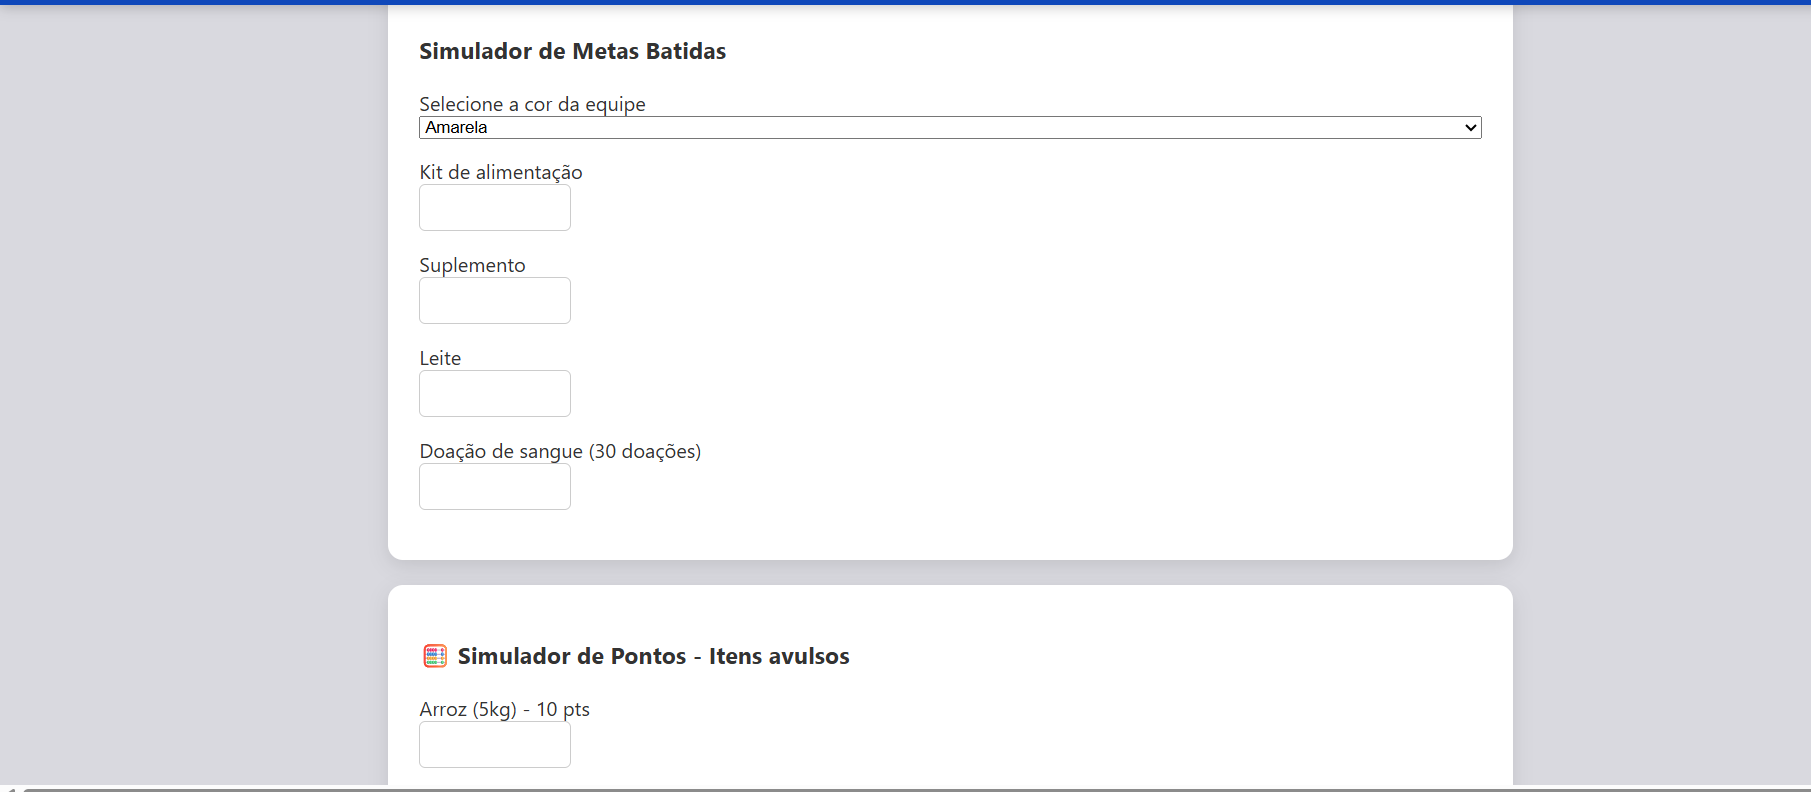 Simulador de Metas Batidas
Selecione a cor da equipe
Amarela
Kit de alimentação
Suplemento
Leite
Doação de sangue (30 doações)
Simulador de Pontos - Itens avulsos
Arroz (5kg) - 10 pts